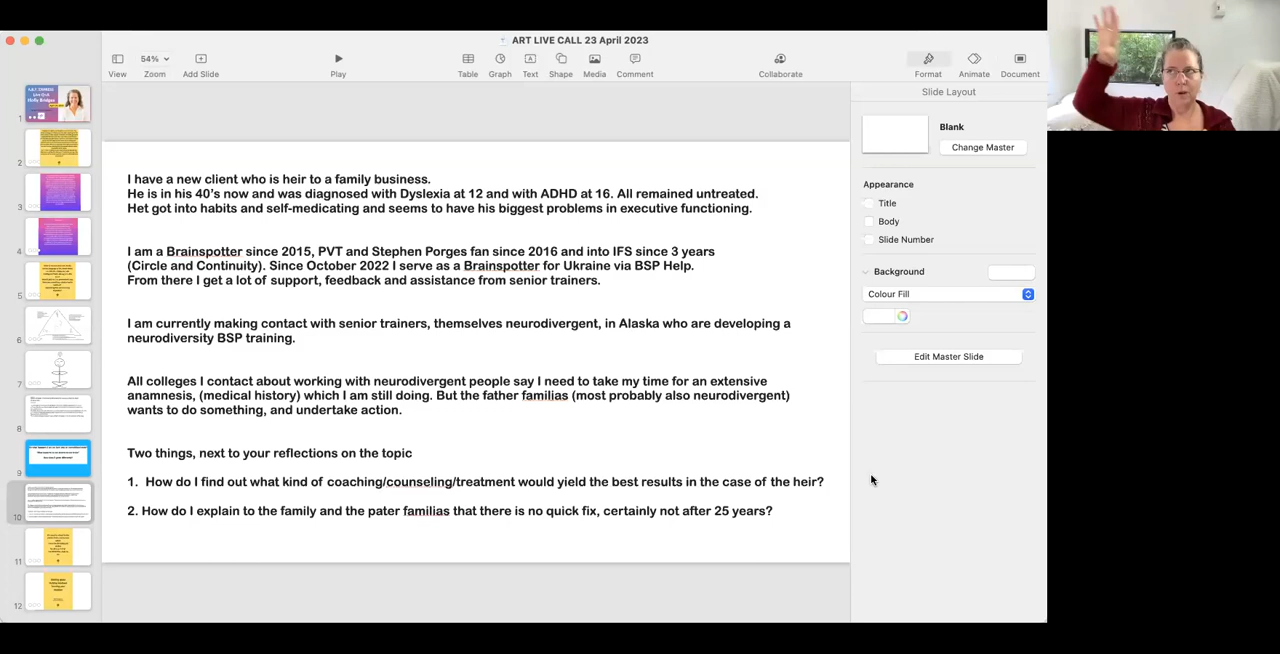 ART LIVE CALL 23 April 2023
54%
View
Zoom
Add Slide
Play
Table
Graph
Text
Shape
Media
Comment
Collaborate
Format
Animate
Document
Slide Layout
Blank
Change Master
Appearance
Title
Body
Slide Number
Background
Colour Fill
Edit Master Slide
I have a new client who is heir to a family business.
He is in his 40's now and was diagnosed with Dyslexia at 12 and with ADHD at 16. All remained untreated.
Het got into habits and self-medicating and seems to have his biggest problems in executive functioning.
I am a Brainspotter since 2015, PVT and Stephen Porges fan since 2016 and into IFS since 3 years
(Circle and Continuity). Since October 2022 I serve as a Brainspotter for Ukraine via BSP Help.
From there I get a lot of support, feedback and assistance from senior trainers.
I am currently making contact with senior trainers, themselves neurodivergent, in Alaska who are developing a
neurodiversity BSP training.
All colleges I contact about working with neurodivergent people say I need to take my time for an extensive
anamnesis, (medical history) which I am still doing. But the father familias (most probably also neurodivergent)
wants to do something, and undertake action.
Two things, next to your reflections on the topic
1. How do I find out what kind of coaching/counseling/treatment would yield the best results in the case of the heir?
2. How do I explain to the family and the pater familias that there is no quick fix, certainly not after 25 years?
1
2
3
4
5
6
7
8
9
10
11
12